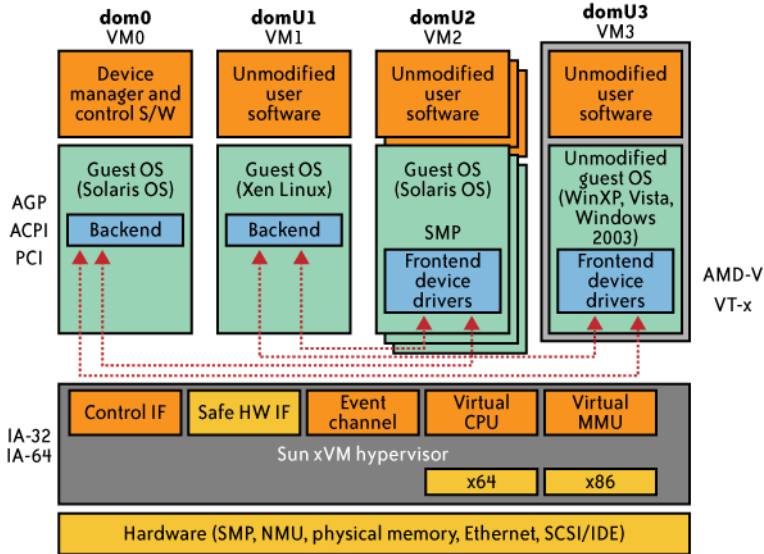 dom0
VM0
domU1
VM1
domU2
VM2
domU3
VM3
Device
manager and
control S/W
Unmodified
user
software
Unmodified
user
software
Unmodified
user
software
AGP
ACPI
PCI
Guest OS
(Solaris OS)
Backend
Guest OS
(Xen Linux)
Backend
Guest OS
(Solaris OS)
SMP
Frontend
device
drivers
Unmodified
guest OS
(WinXP, Vista,
Windows
2003)
Frontend
device
drivers
AMD-V
VT-x
IA-32
IA-64
Control IF
Safe HW IF
Event
channel
Virtual
CPU
Virtual
MMU
Sun xVM hypervisor
x64
x86
Hardware (SMP, NMU, physical memory, Ethernet, SCSI/IDE)